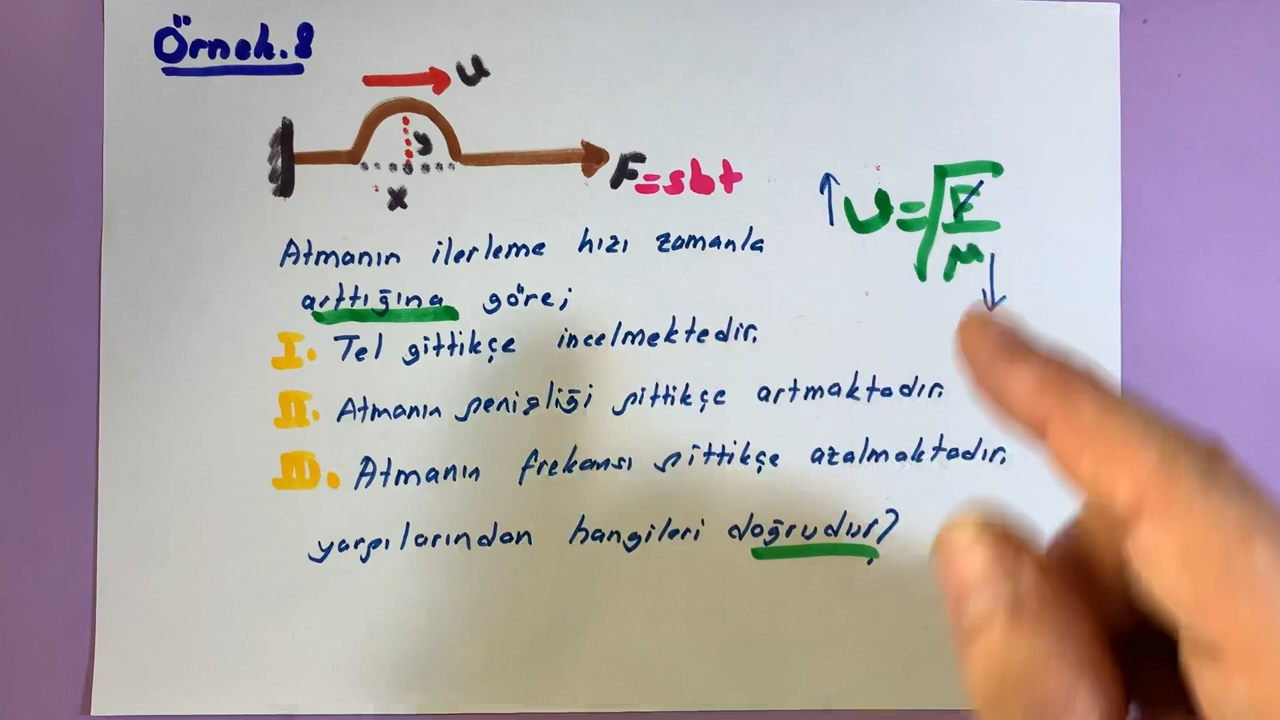 Örnek.8
υ
y
x
F=sbt
↑υ=√F/μ↓
Atmanın ilerleme hızı zamanla
arttığına göre;
I. Tel gittikçe incelmektedir.
II. Atmanın genişliği gittikçe artmaktadır.
III. Atmanın frekansı gittikçe azalmaktadır.
yargılarından hangileri doğrudur?